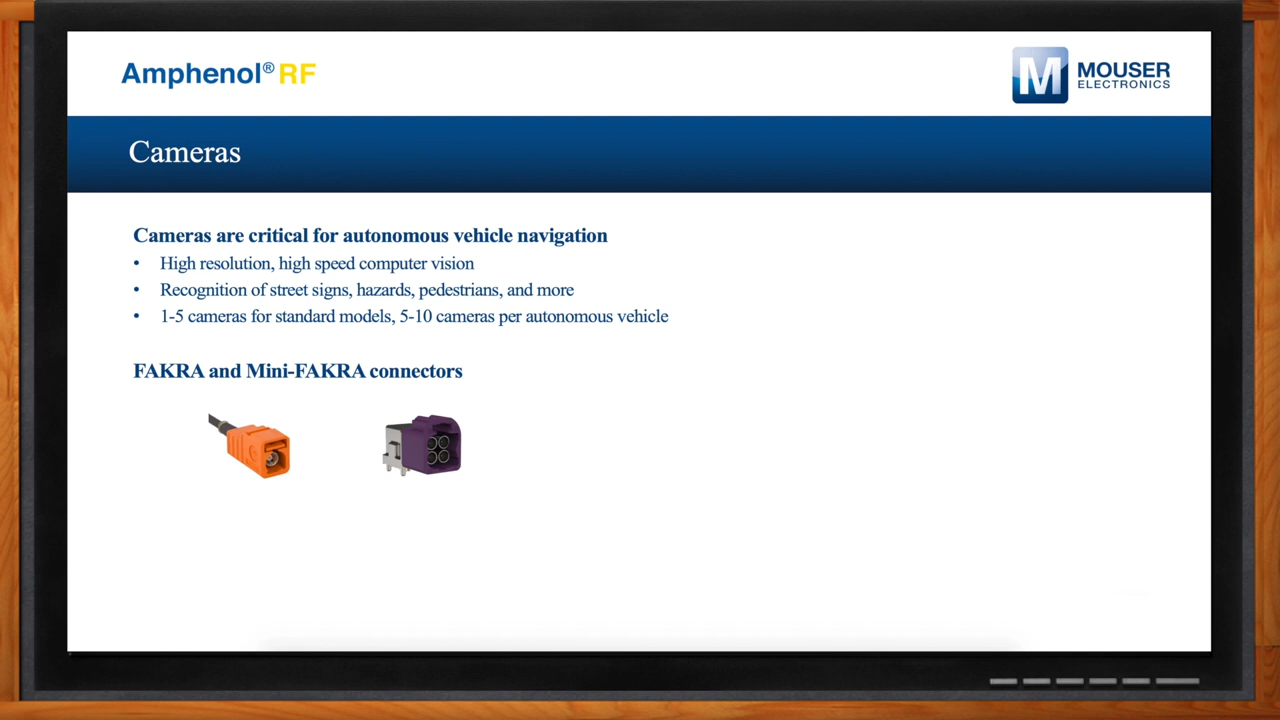 Amphenol® RF
M MOUSER
ELECTRONICS
Cameras
Cameras are critical for autonomous vehicle navigation
• High resolution, high speed computer vision
• Recognition of street signs, hazards, pedestrians, and more
• 1-5 cameras for standard models, 5-10 cameras per autonomous vehicle
FAKRA and Mini-FAKRA connectors